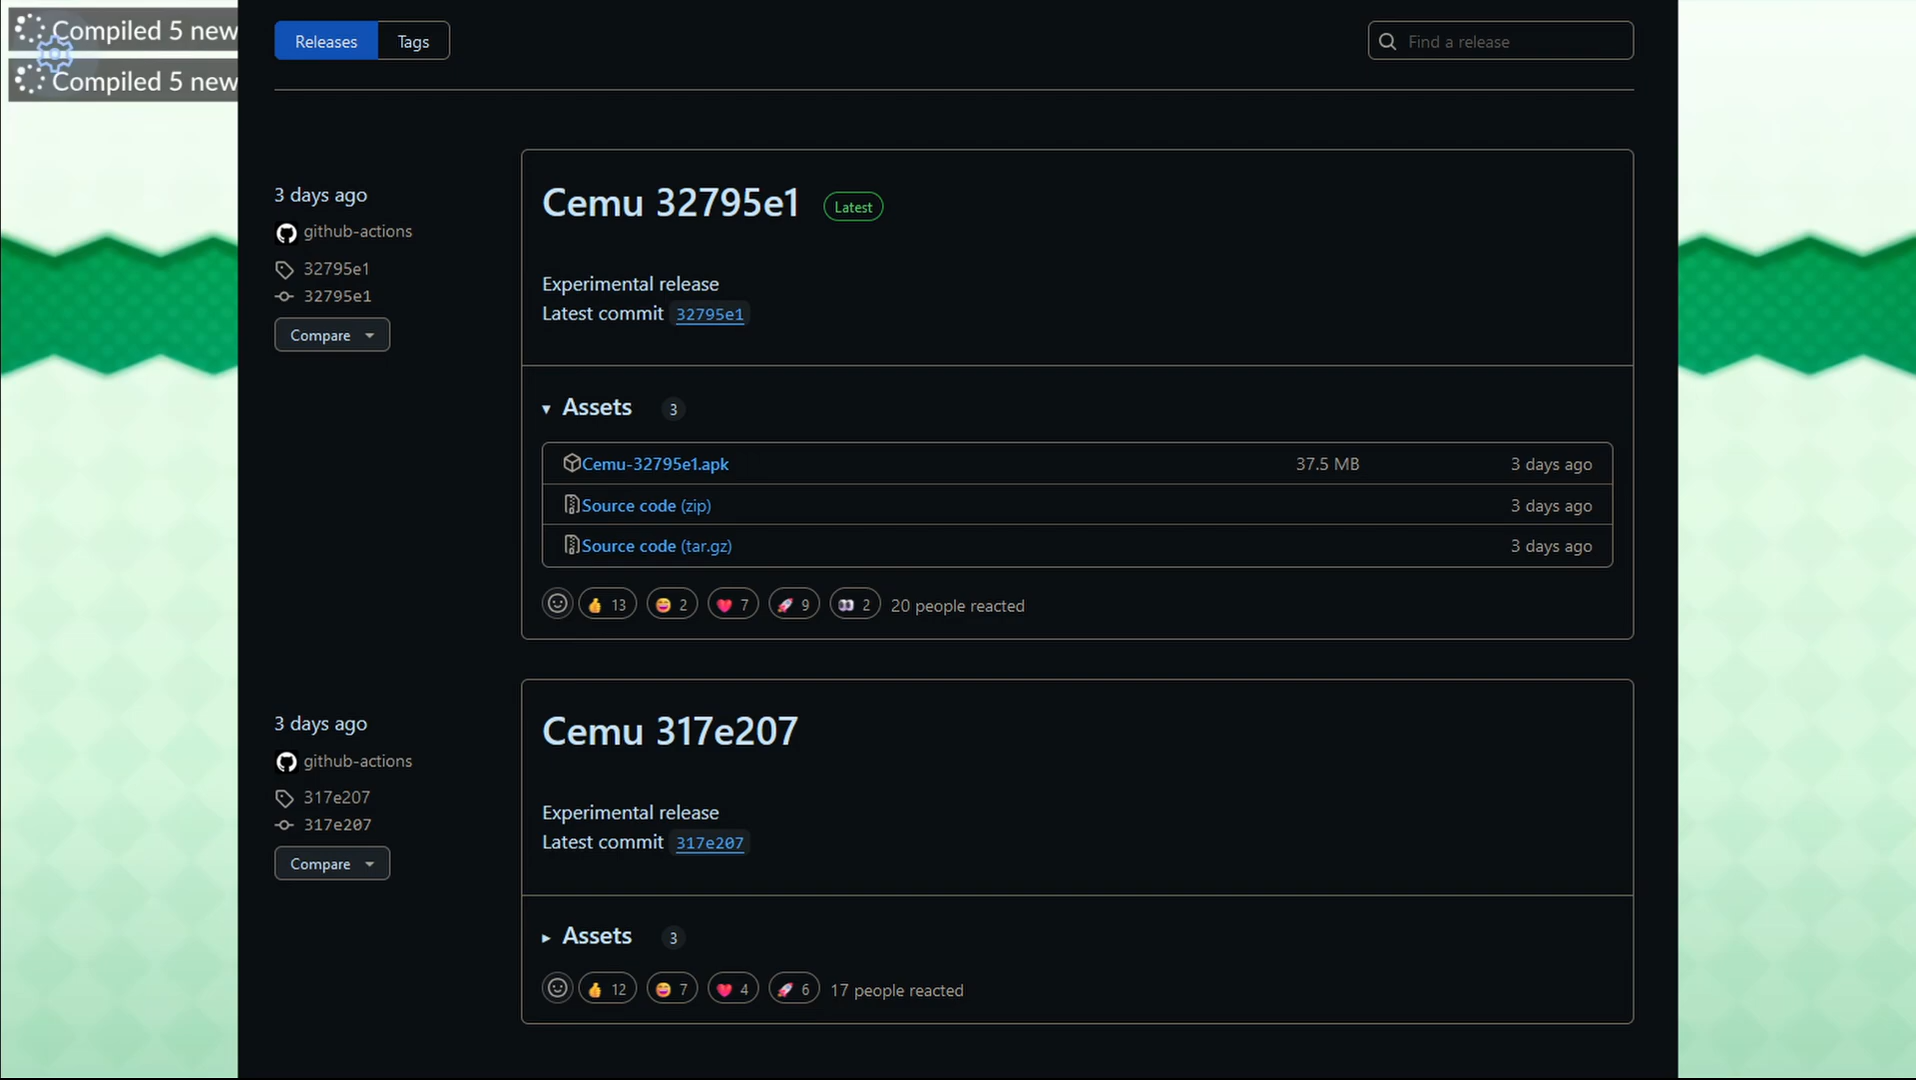 Compiled 5 new
Compiled 5 new
Releases
Tags
Find a release
3 days ago
github-actions
32795e1
32795e1
Compare
Cemu 32795e1
Latest
Experimental release
Latest commit 32795e1
Assets 3
Cemu-32795e1.apk 37.5 MB 3 days ago
Source code (zip) 3 days ago
Source code (tar.gz) 3 days ago
13 2 7 9 2 20 people reacted
3 days ago
github-actions
317e207
317e207
Compare
Cemu 317e207
Experimental release
Latest commit 317e207
Assets 3
12 7 4 6 17 people reacted